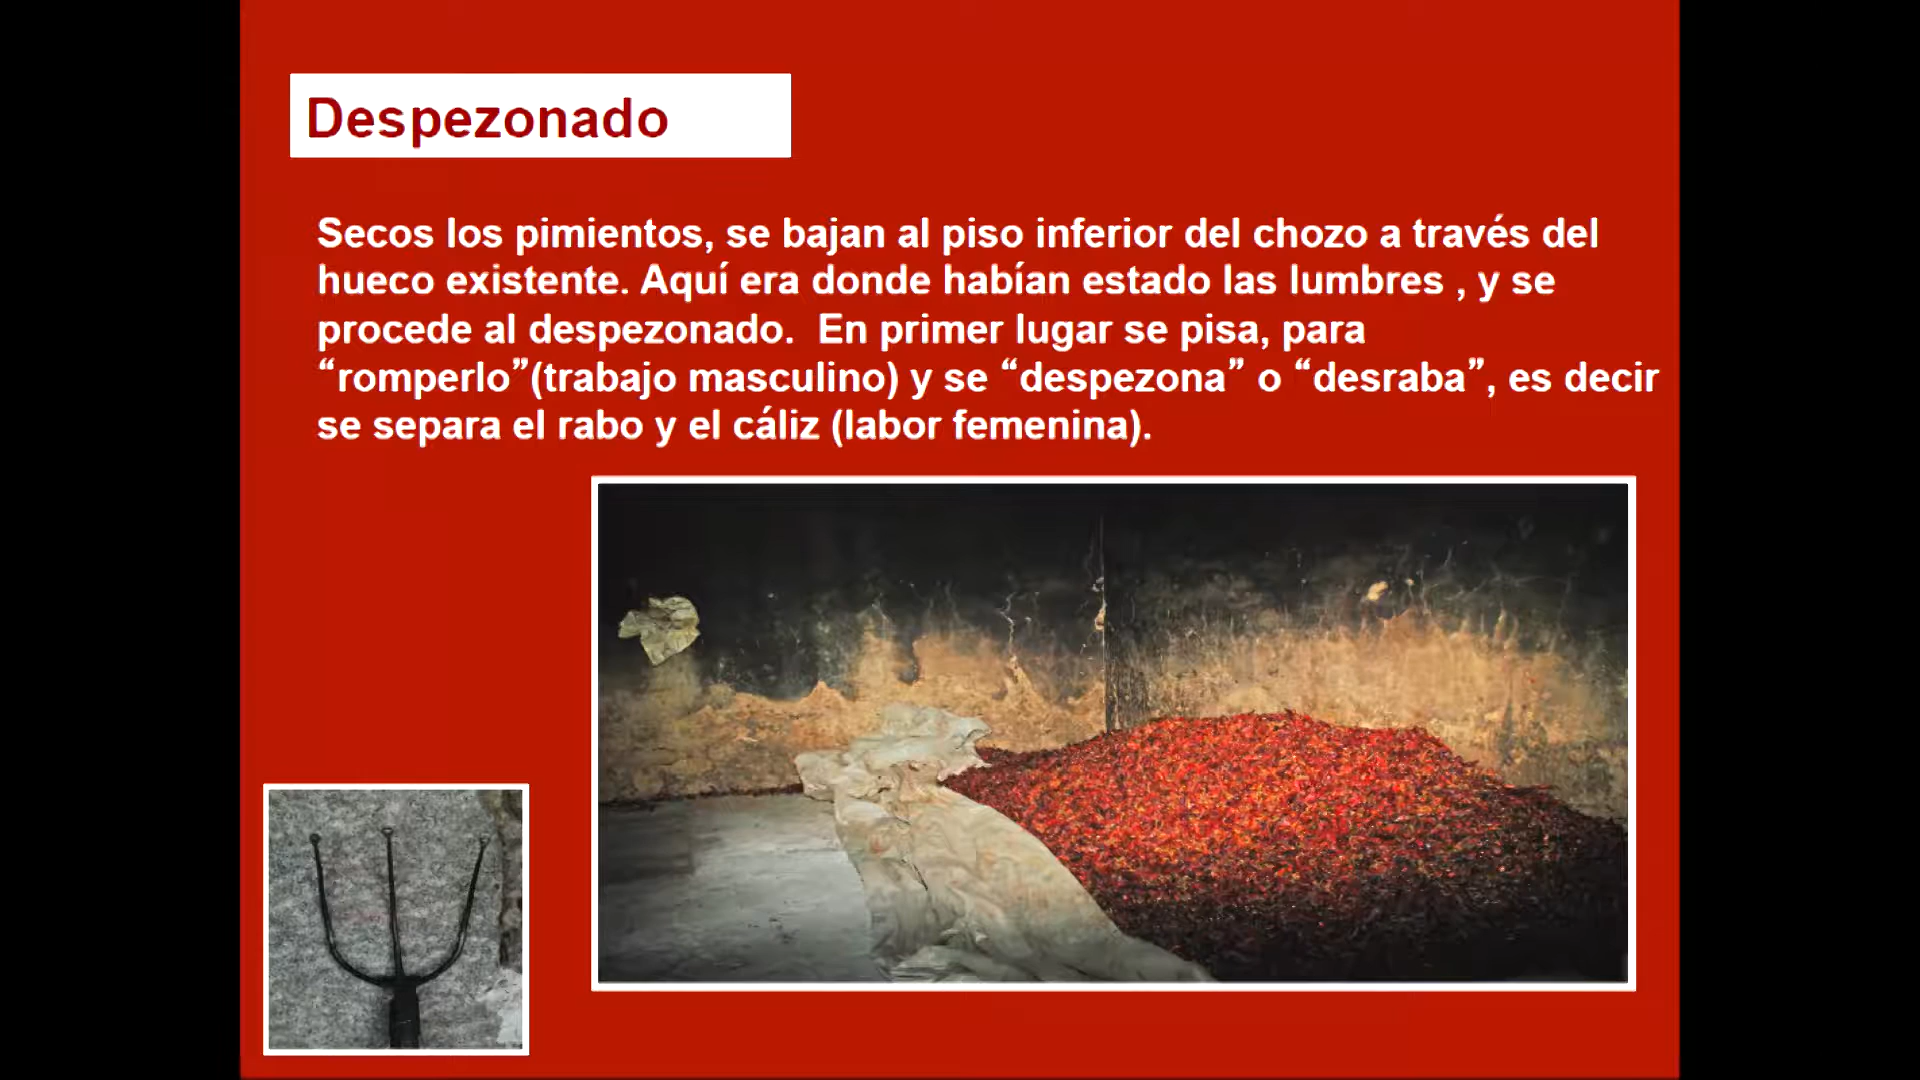 Despezonado
Secos los pimientos, se bajan al piso inferior del chozo a través del
hueco existente. Aquí era donde habían estado las lumbres , y se
procede al despezonado.  En primer lugar se pisa, para
“romperlo”(trabajo masculino) y se “despezona” o “desraba”, es decir
se separa el rabo y el cáliz (labor femenina).